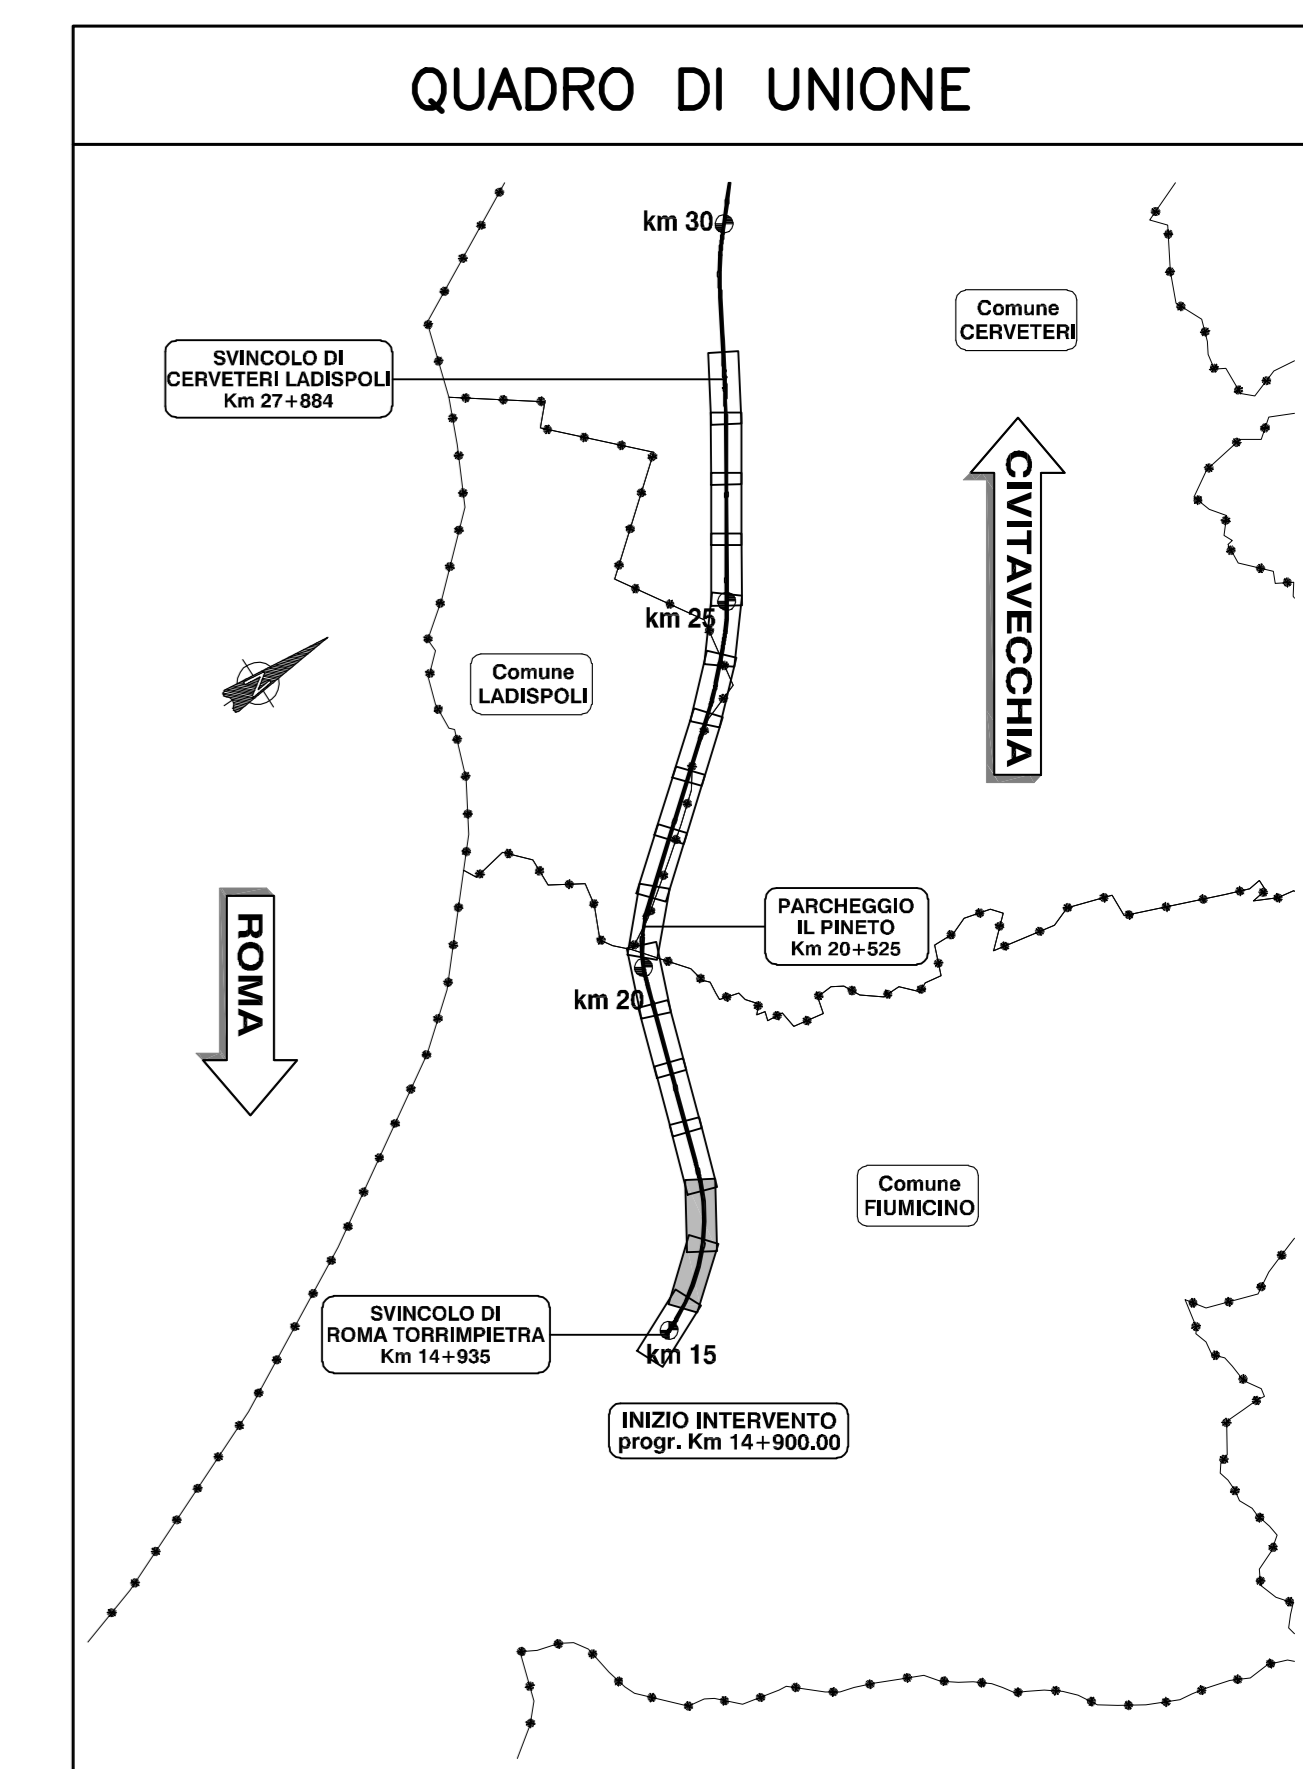 QUADRO DI UNIONE
km 30
Comune
CERVETERI
SVINCOLO DI
CERVETERI LADISPOLI
Km 27+884
CIVITAVECCHIA
km 25
Comune
LADISPOLI
N
PARCHEGGIO
IL PINETO
Km 20+525
ROMA
km 20
Comune
FIUMICINO
SVINCOLO DI
ROMA TORRIMPIETRA
Km 14+935
km 15
INIZIO INTERVENTO
progr. Km 14+900.00